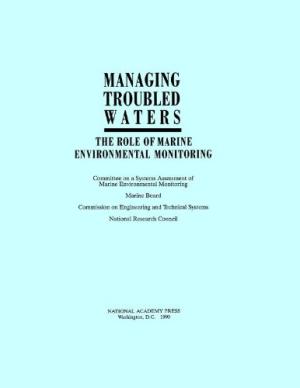 MANAGING
TROUBLED
WATERS
THE ROLE OF MARINE
ENVIRONMENTAL MONITORING
Committee on a Systems Assessment of
Marine Environmental Monitoring
Marine Board
Commission on Engineering and Technical Systems
National Research Council
NATIONAL ACADEMY PRESS
Washington, D.C. 1990